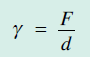 γ = F/d